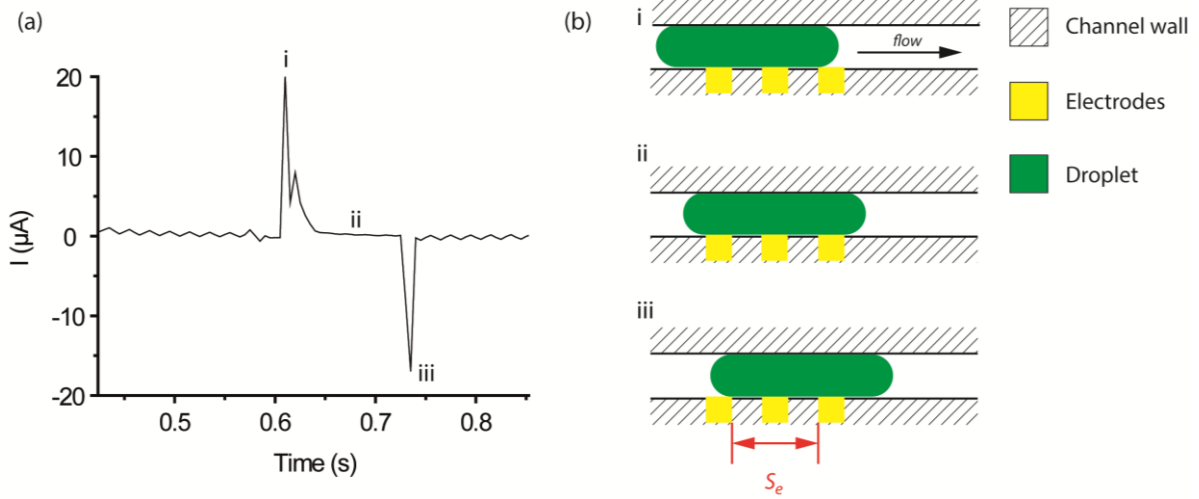 (a)
20
10
0
-10
-20
I (µA)
i
ii
iii
0.5
0.6
0.7
0.8
Time (s)
(b)
i
flow
ii
iii
Se
Channel wall
Electrodes
Droplet